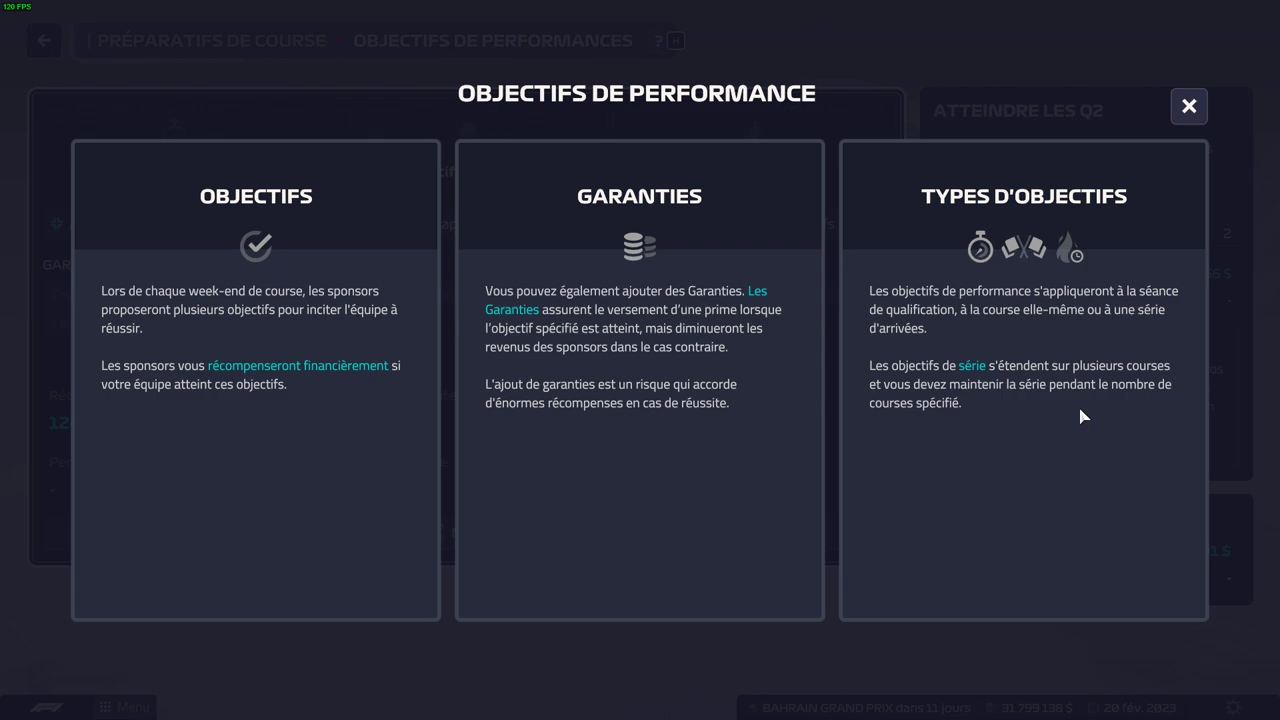 120 FPS
PRÉPARATIFS DE COURSE OBJECTIFS DE PERFORMANCES ? H
OBJECTIFS DE PERFORMANCE
ATTEINDRE LES Q2
OBJECTIFS
Lors de chaque week-end de course, les sponsors
proposeront plusieurs objectifs pour inciter l'équipe à
réussir.
Les sponsors vous récompenseront financièrement si
votre équipe atteint ces objectifs.
GARANTIES
Vous pouvez également ajouter des Garanties. Les
Garanties assurent le versement d’une prime lorsque
l’objectif spécifié est atteint, mais diminueront les
revenus des sponsors dans le cas contraire.
L'ajout de garanties est un risque qui accorde
d'énormes récompenses en cas de réussite.
TYPES D'OBJECTIFS
Les objectifs de performance s'appliqueront à la séance
de qualification, à la course elle-même ou à une série
d'arrivées.
Les objectifs de série s'étendent sur plusieurs courses
et vous devez maintenir la série pendant le nombre de
courses spécifié.
2
Menu
BAHRAIN GRAND PRIX dans 11 jours 31 799 138 $ 20 fév. 2023